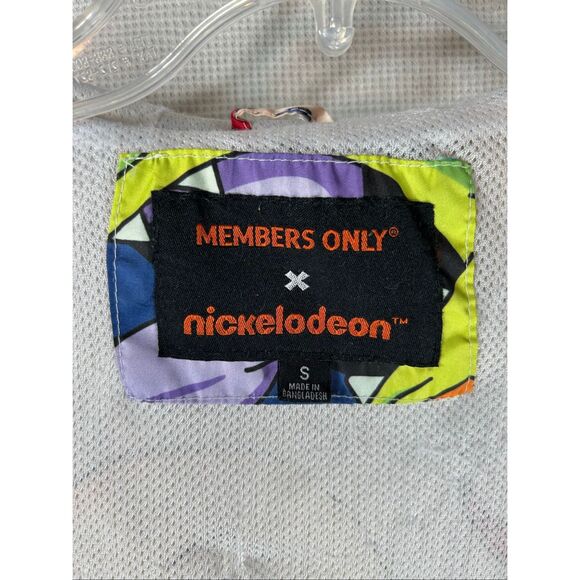 MEMBERS ONLY®
x
nickelodeon™
S
MADE IN
BANGLADESH